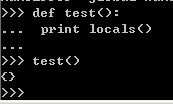 >>> def test():
...  print locals()
...
>>> test()
{}
>>>